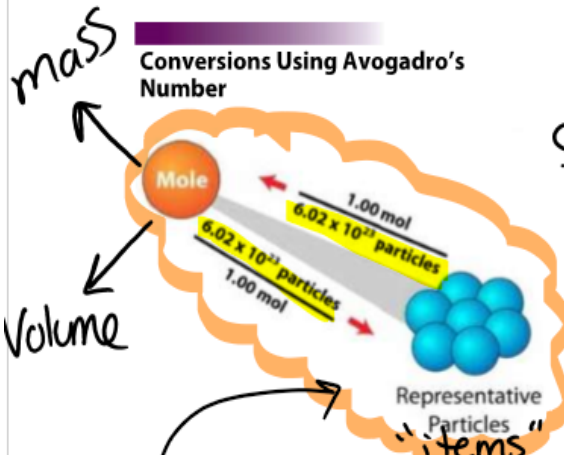 mass
Conversions Using Avogadro's
Number
Mole
1.00 mol
6.02 x 10²³ particles
6.02 x 10²³ particles
1.00 mol
Volume
Representative
Particles
"items"